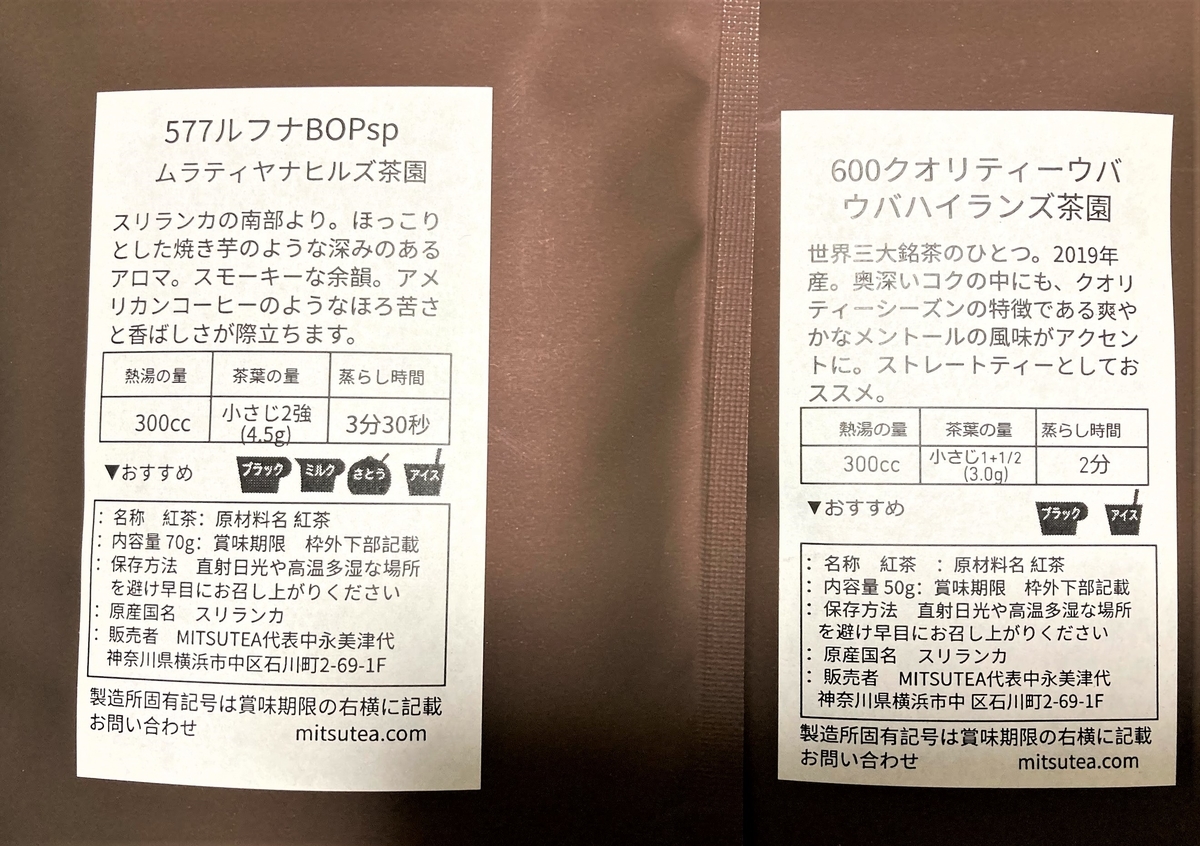 577ルフナBOPsp
ムラティヤナヒルズ茶園
スリランカの南部より。ほっこり
とした焼き芋のような深みのある
アロマ。スモーキーな余韻。アメ
リカンコーヒーのようなほろ苦さ
と香ばしさが際立ちます。
熱湯の量 茶葉の量 蒸らし時間
300cc 小さじ2強 3分30秒
(4.5g)
▼おすすめ ブラック ミルク さとう アイス
：名称　紅茶：原材料名 紅茶
：内容量 70g：賞味期限　枠外下部記載
：保存方法　直射日光や高温多湿な場所
を避け早目にお召し上がりください
：原産国名　スリランカ
：販売者　MITSUTEA代表中永美津代
神奈川県横浜市中区石川町2-69-1F
製造所固有記号は賞味期限の右横に記載
お問い合わせ mitsutea.com
600クオリティーウバ
ウバハイランズ茶園
世界三大銘茶のひとつ。2019年
産。奥深いコクの中にも、クオリ
ティーシーズンの特徴である爽や
かなメントールの風味がアクセン
トに。ストレートティーとしてお
ススメ。
熱湯の量 茶葉の量 蒸らし時間
300cc 小さじ1+1/2 2分
(3.0g)
▼おすすめ ブラック アイス
：名称　紅茶　：原材料名 紅茶
：内容量 50g：賞味期限　枠外下部記載
：保存方法　直射日光や高温多湿な場所
を避け早目にお召し上がりください
：原産国名　スリランカ
：販売者　MITSUTEA代表中永美津代
神奈川県横浜市中 区石川町2-69-1F
製造所固有記号は賞味期限の右横に記載
お問い合わせ mitsutea.com